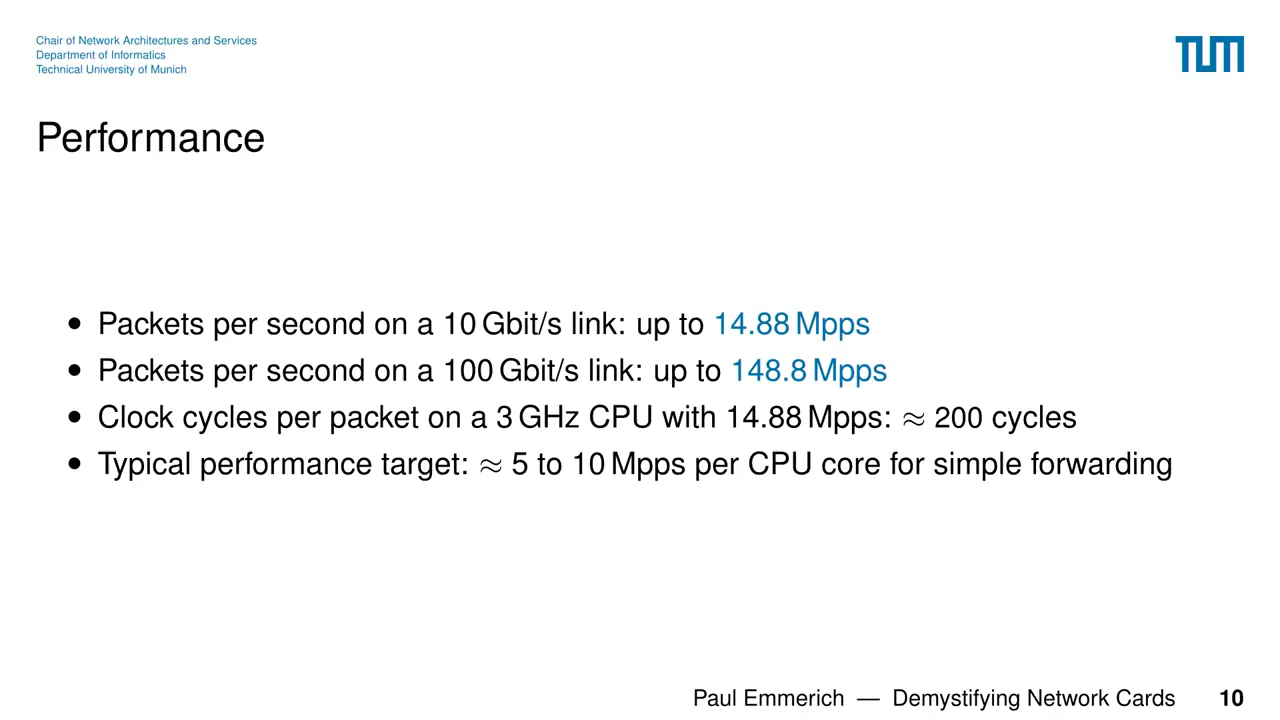 Chair of Network Architectures and Services
Department of Informatics
Technical University of Munich
TUM
Performance
• Packets per second on a 10 Gbit/s link: up to 14.88 Mpps
• Packets per second on a 100 Gbit/s link: up to 148.8 Mpps
• Clock cycles per packet on a 3 GHz CPU with 14.88 Mpps: ≈ 200 cycles
• Typical performance target: ≈ 5 to 10 Mpps per CPU core for simple forwarding
Paul Emmerich — Demystifying Network Cards 10